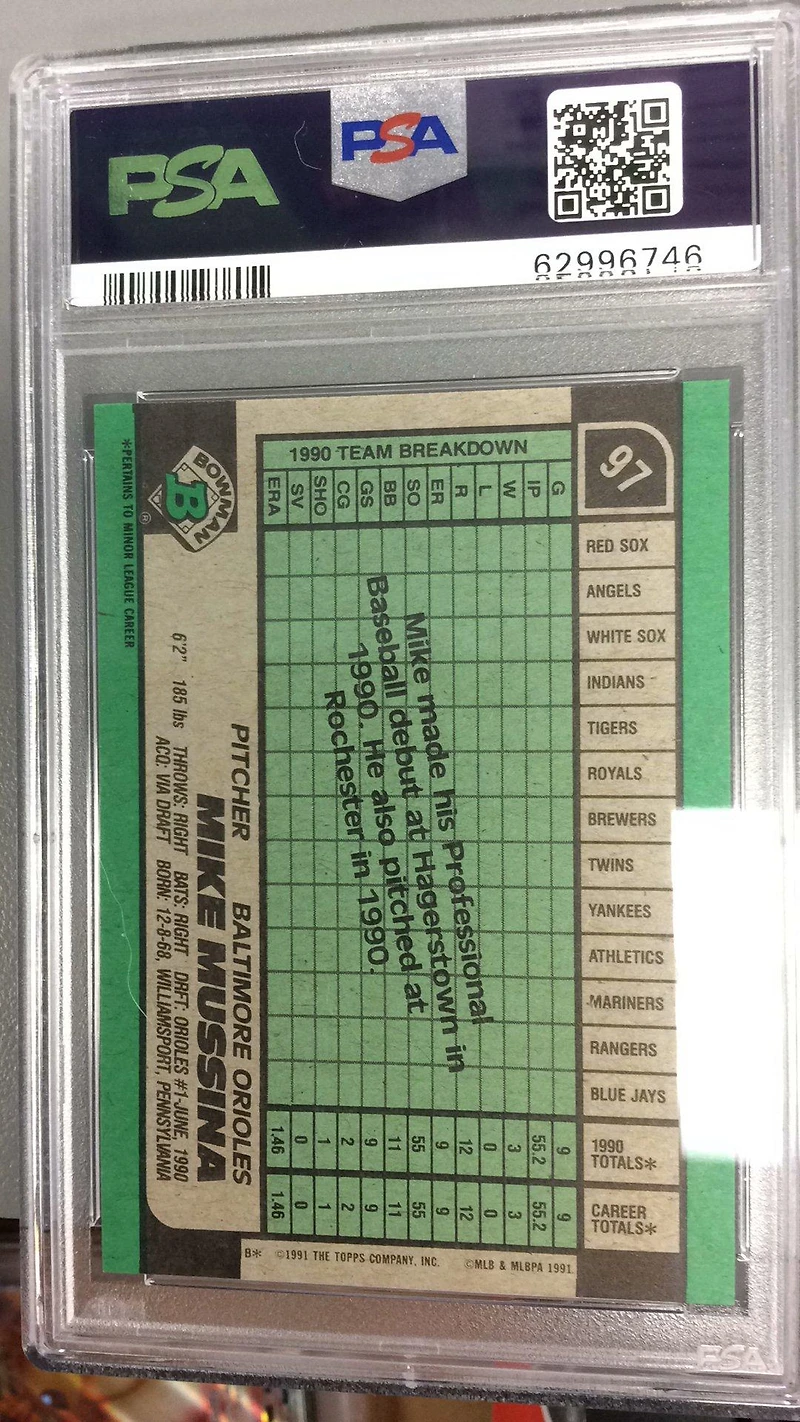 PSA
PSA
62996746
97
RED SOX
ANGELS
WHITE SOX
INDIANS
TIGERS
ROYALS
BREWERS
TWINS
YANKEES
ATHLETICS
MARINERS
RANGERS
BLUE JAYS
1990 TOTALS*
CAREER TOTALS*
1990 TEAM BREAKDOWN
G 9 9
IP 55.2 55.2
W 3 3
L 0 0
R 12 12
ER 9 9
SO 55 55
BB 11 11
GS 9 9
CG 2 2
SHO 1 1
SV 0 0
ERA 1.46 1.46
Mike made his Professional
Baseball debut at Hagerstown in
1990. He also pitched at
Rochester in 1990.
BOWMAN
B
®
PITCHER BALTIMORE ORIOLES
MIKE MUSSINA
6'2" 185 lbs THROWS: RIGHT BATS: RIGHT DRFT: ORIOLES #1-JUNE, 1990
ACQ: VIA DRAFT BORN: 12-8-68, WILLIAMSPORT, PENNSYLVANIA
*PERTAINS TO MINOR LEAGUE CAREER
B* ©1991 THE TOPPS COMPANY, INC. ©MLB & MLBPA 1991
PSA